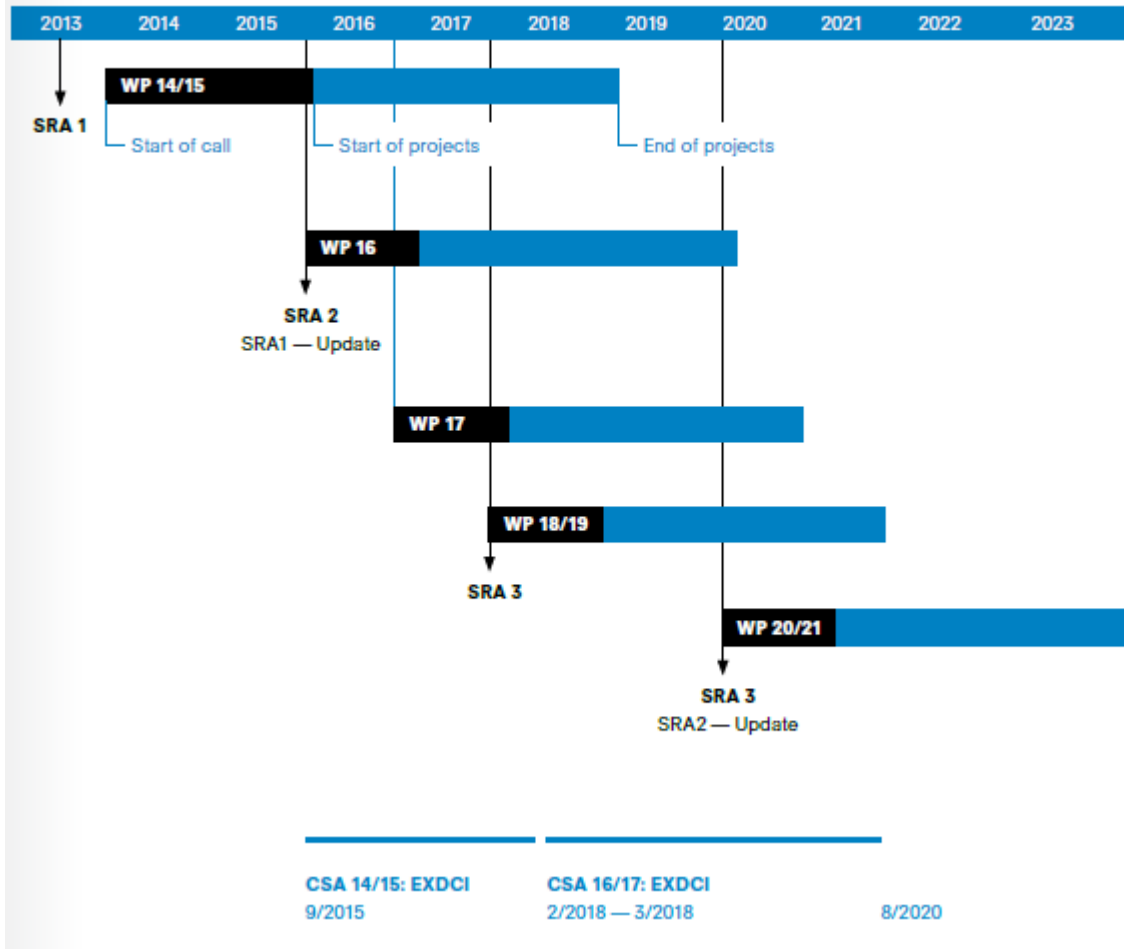 2013 2014 2015 2016 2017 2018 2019 2020 2021 2022 2023
WP 14/15
SRA 1
Start of call
Start of projects
End of projects
WP 16
SRA 2
SRA1 — Update
WP 17
WP 18/19
SRA 3
WP 20/21
SRA 3
SRA2 — Update
CSA 14/15: EXDCI
9/2015
CSA 16/17: EXDCI
2/2018 — 3/2018
8/2020